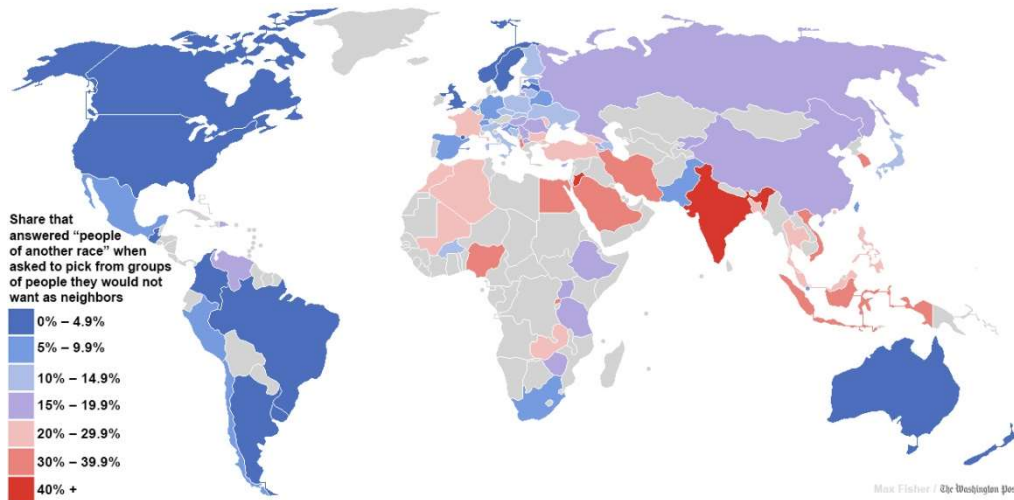 Share that
answered “people
of another race” when
asked to pick from groups
of people they would not
want as neighbors
0% – 4.9%
5% – 9.9%
10% – 14.9%
15% – 19.9%
20% – 29.9%
30% – 39.9%
40% +
Max Fisher / The Washington Pos